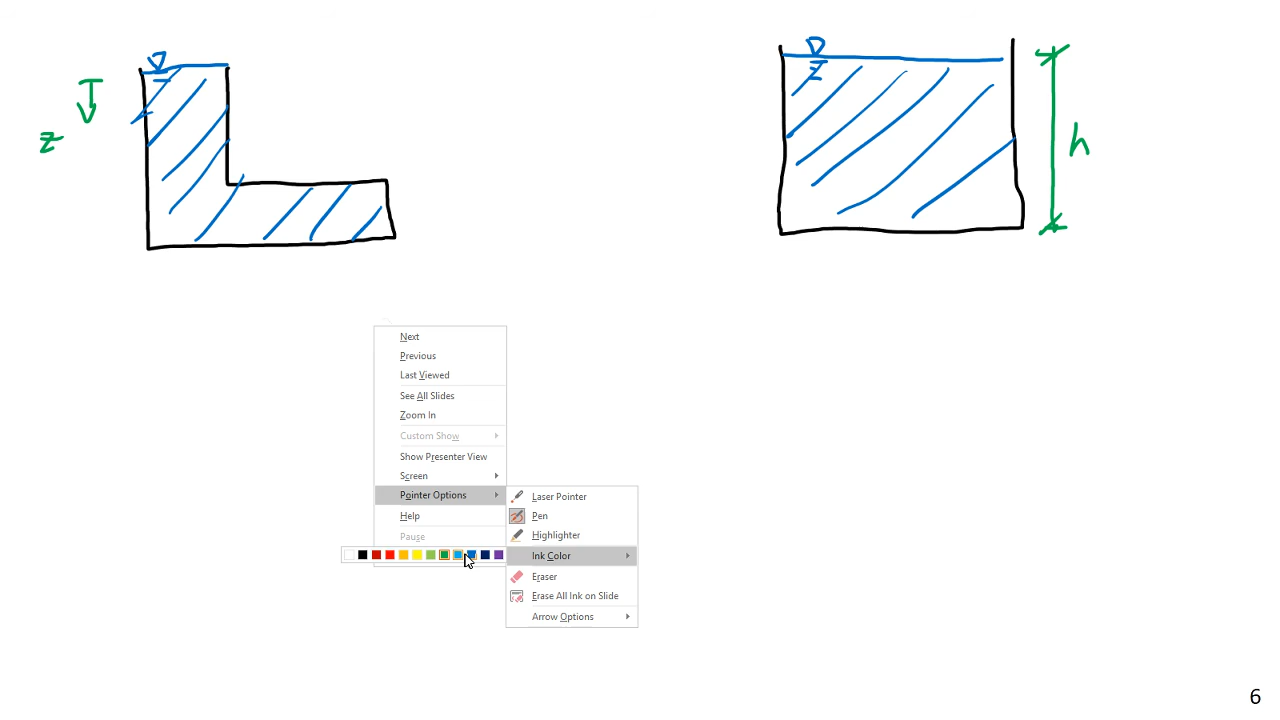 z
h
Next
Previous
Last Viewed
See All Slides
Zoom In
Custom Show
Show Presenter View
Screen
Pointer Options
Help
Pause
Laser Pointer
Pen
Highlighter
Ink Color
Eraser
Erase All Ink on Slide
Arrow Options
6